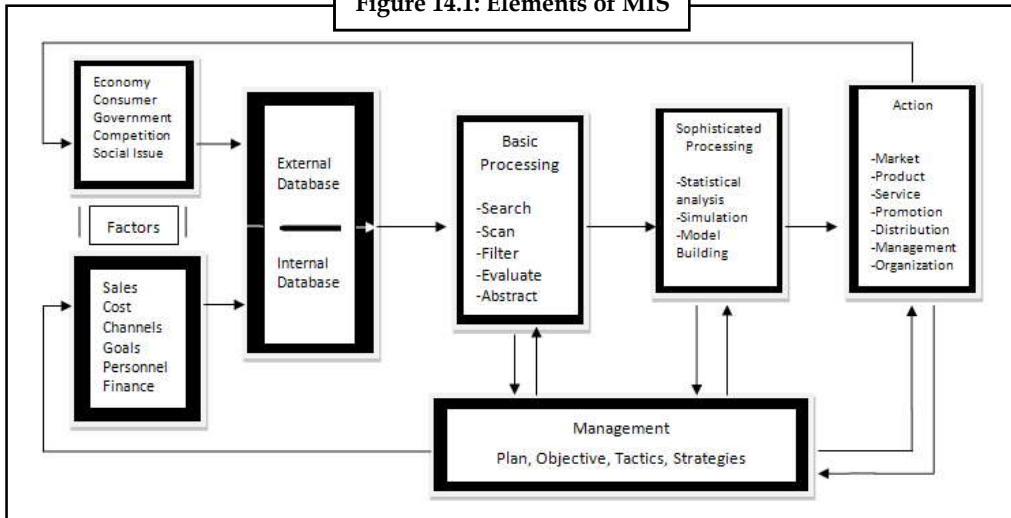 Figure 14.1: Elements of MIS
Economy
Consumer
Government
Competition
Social Issue
Factors
Sales
Cost
Channels
Goals
Personnel
Finance
External
Database
Internal
Database
Basic
Processing
-Search
-Scan
-Filter
-Evaluate
-Abstract
Sophisticated
Processing
-Statistical
analysis
-Simulation
-Model
Building
Action
-Market
-Product
-Service
-Promotion
-Distribution
-Management
-Organization
Management
Plan, Objective, Tactics, Strategies